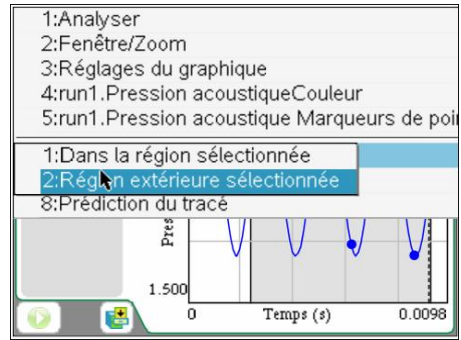 1:Analyser
2:Fenêtre/Zoom
3:Réglages du graphique
4:run1.Pression acoustiqueCouleur
5:run1.Pression acoustique Marqueurs de poi
1:Dans la région sélectionnée
2:Région extérieure sélectionnée
8:Prédiction du tracé
Pres
1.500
0 Temps (s) 0.0098